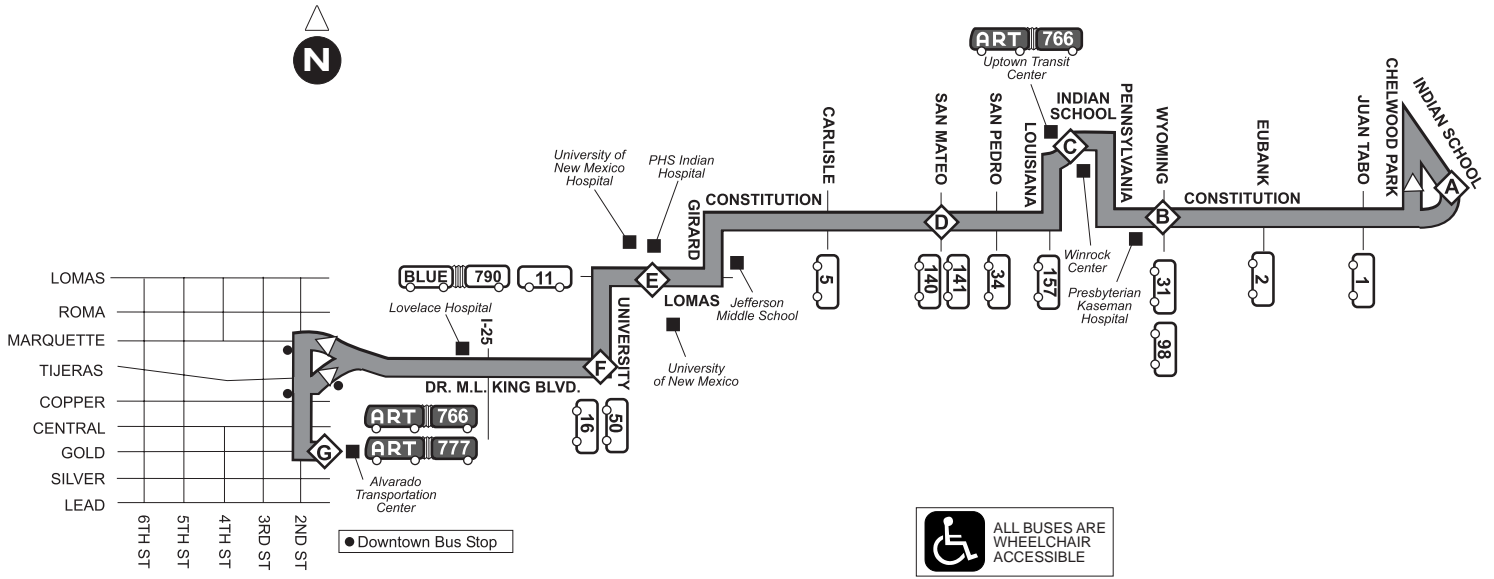 N
ART 766
Uptown Transit
Center
INDIAN
SCHOOL
CHELWOOD PARK
INDIAN SCHOOL
PENNSYLVANIA
WYOMING
EUBANK
JUAN TABO
CARLISLE
SAN MATEO
SAN PEDRO
LOUISIANA
C
A
University of
New Mexico
Hospital
PHS Indian
Hospital
GIRARD
CONSTITUTION
CONSTITUTION
D
B
Winrock
Center
Presbyterian
Kaseman
Hospital
5
140
141
34
157
31
98
2
1
BLUE 790
11
E
LOMAS
Jefferson
Middle School
Lovelace Hospital
I-25
UNIVERSITY
University
of New Mexico
F
DR. M.L. KING BLVD.
16
50
LOMAS
ROMA
MARQUETTE
TIJERAS
COPPER
CENTRAL
GOLD
SILVER
LEAD
ART 766
ART 777
G
Alvarado
Transportation
Center
6TH ST
5TH ST
4TH ST
3RD ST
2ND ST
Downtown Bus Stop
ALL BUSES ARE
WHEELCHAIR
ACCESSIBLE